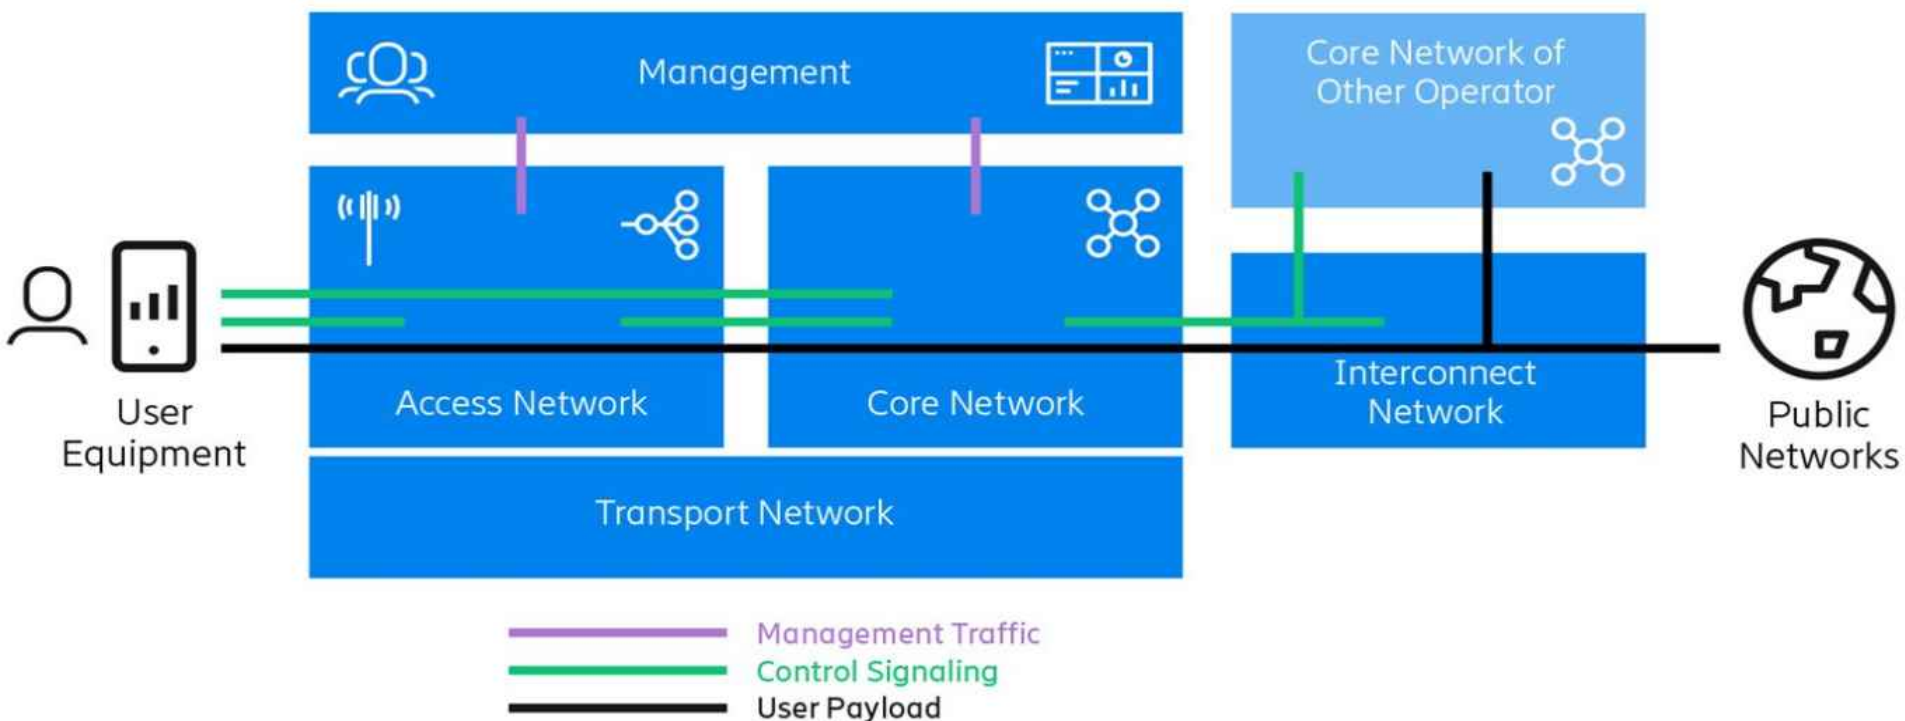 Management
Core Network of
Other Operator
User
Equipment
Access Network
Core Network
Interconnect
Network
Public
Networks
Transport Network
Management Traffic
Control Signaling
User Payload